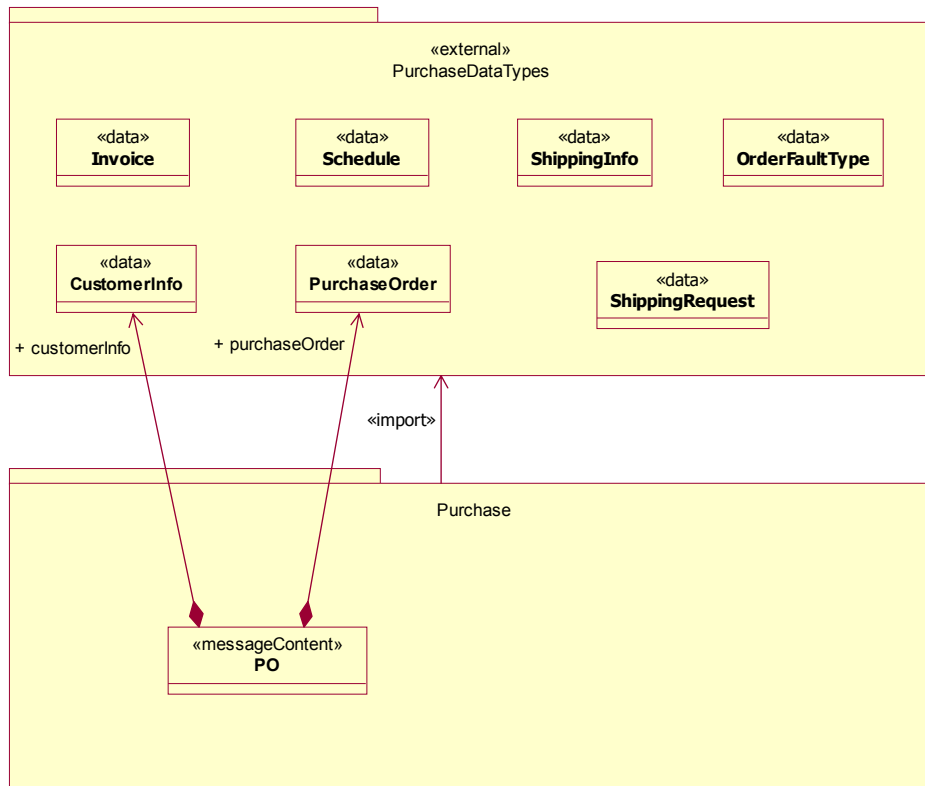 «external»
PurchaseDataTypes
«data»
Invoice
«data»
Schedule
«data»
ShippingInfo
«data»
OrderFaultType
«data»
CustomerInfo
«data»
PurchaseOrder
«data»
ShippingRequest
+ customerInfo
+ purchaseOrder
«import»
Purchase
«messageContent»
PO